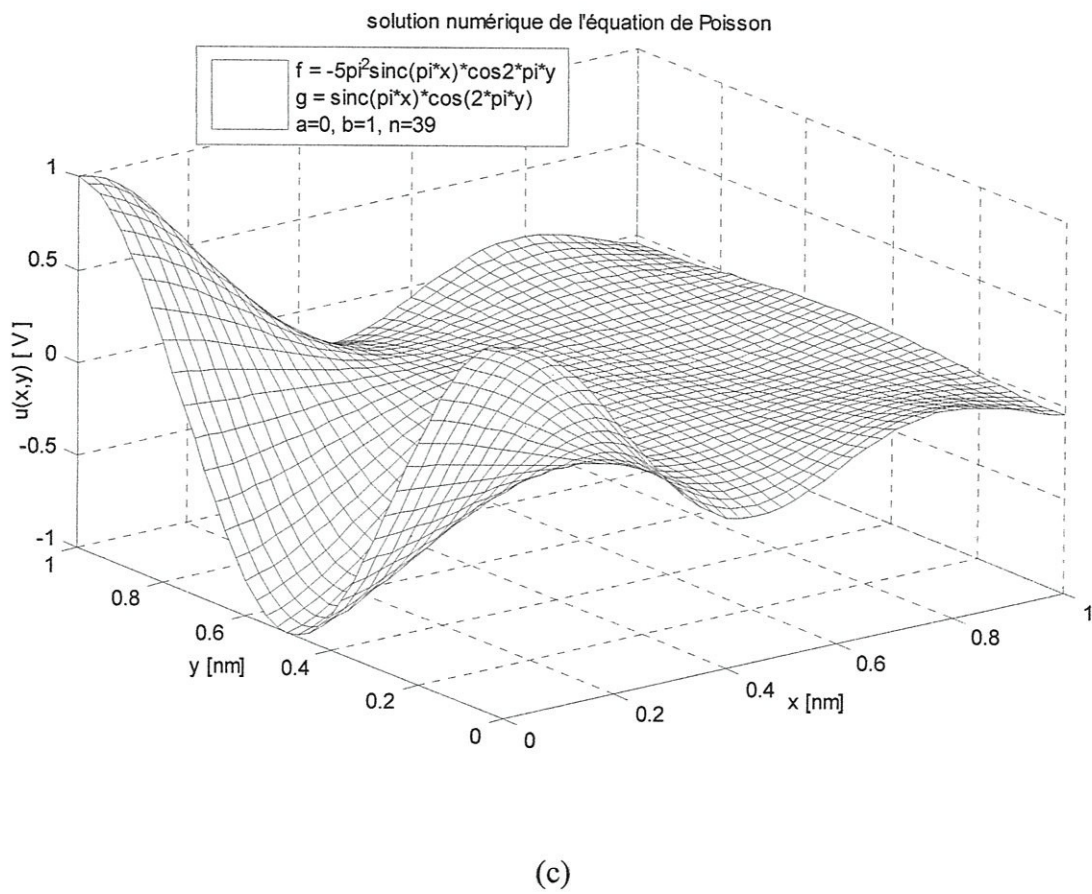 solution numérique de l'équation de Poisson
f = -5pi²sinc(pi*x)*cos2*pi*y
g = sinc(pi*x)*cos(2*pi*y)
a=0, b=1, n=39
1
0.5
0
-0.5
-1
u(x,y) [ V]
1
0.8
0.6
0.4
0.2
0
y [nm]
0
0.2
0.4
0.6
0.8
1
x [nm]
(c)